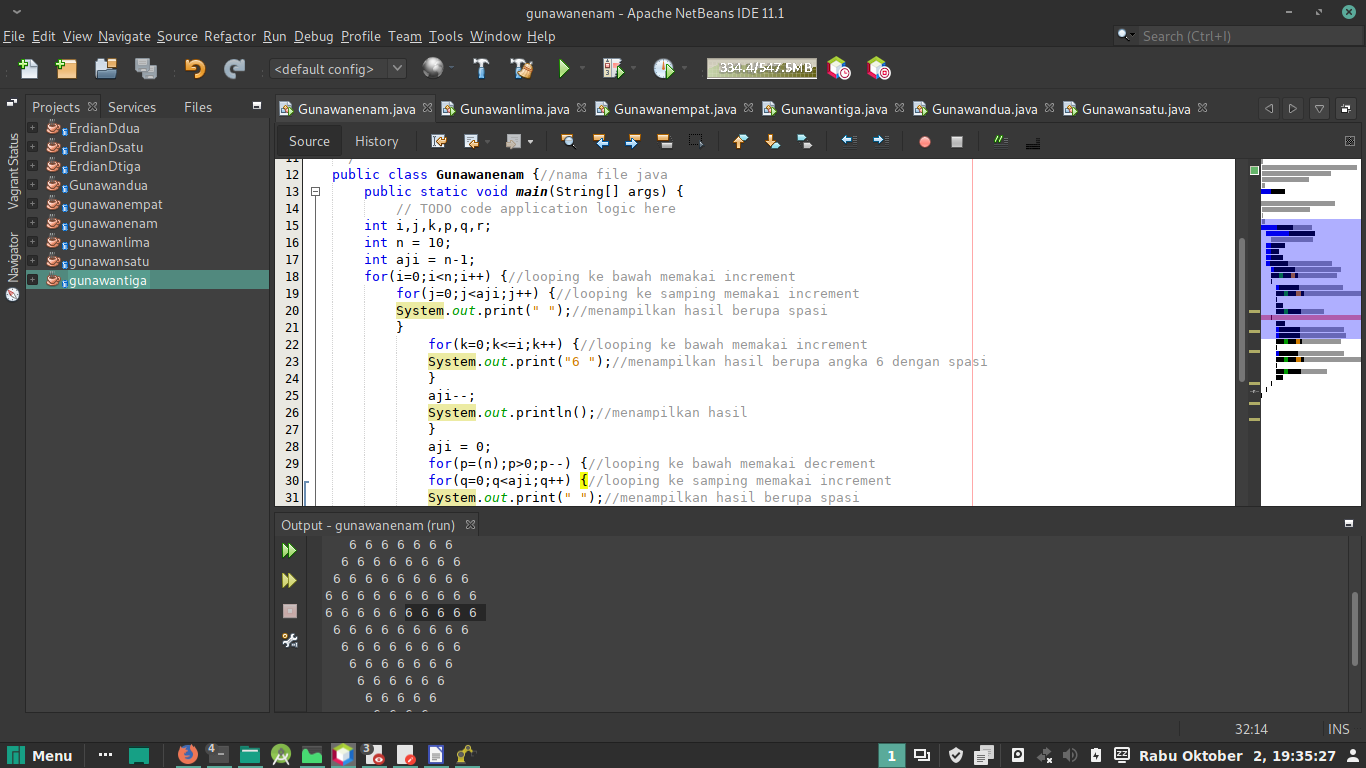 gunawanenam - Apache NetBeans IDE 11.1
File Edit View Navigate Source Refactor Run Debug Profile Team Tools Window Help
Search (Ctrl+I)
<default config>
334.4/547.5MB
Projects Services Files
Vagrant Status
Navigator
ErdianDdua
ErdianDsatu
ErdianDtiga
Gunawandua
gunawanempat
gunawanenam
gunawanlima
gunawansatu
gunawantiga
Gunawanenam.java Gunawanlima.java Gunawanempat.java Gunawantiga.java Gunawandua.java Gunawansatu.java
Source History
12 public class Gunawanenam {//nama file java
13 public static void main(String[] args) {
14 // TODO code application logic here
15 int i,j,k,p,q,r;
16 int n = 10;
17 int aji = n-1;
18 for(i=0;i<n;i++) {//looping ke bawah memakai increment
19 for(j=0;j<aji;j++) {//looping ke samping memakai increment
20 System.out.print(" ");//menampilkan hasil berupa spasi
21 }
22 for(k=0;k<=i;k++) {//looping ke bawah memakai increment
23 System.out.print("6 ");//menampilkan hasil berupa angka 6 dengan spasi
24 }
25 aji--;
26 System.out.println();//menampilkan hasil
27 }
28 aji = 0;
29 for(p=(n);p>0;p--) {//looping ke bawah memakai decrement
30 for(q=0;q<aji;q++) {//looping ke samping memakai increment
31 System.out.print(" ");//menampilkan hasil berupa spasi
Output - gunawanenam (run)
6 6 6 6 6 6 6
6 6 6 6 6 6 6 6
6 6 6 6 6 6 6 6 6
6 6 6 6 6 6 6 6 6 6
6 6 6 6 6 6 6 6 6 6
6 6 6 6 6 6 6 6 6
6 6 6 6 6 6 6 6
6 6 6 6 6 6 6
6 6 6 6 6 6
6 6 6 6 6
32:14 INS
Menu
4
3
1
Rabu Oktober 2, 19:35:27